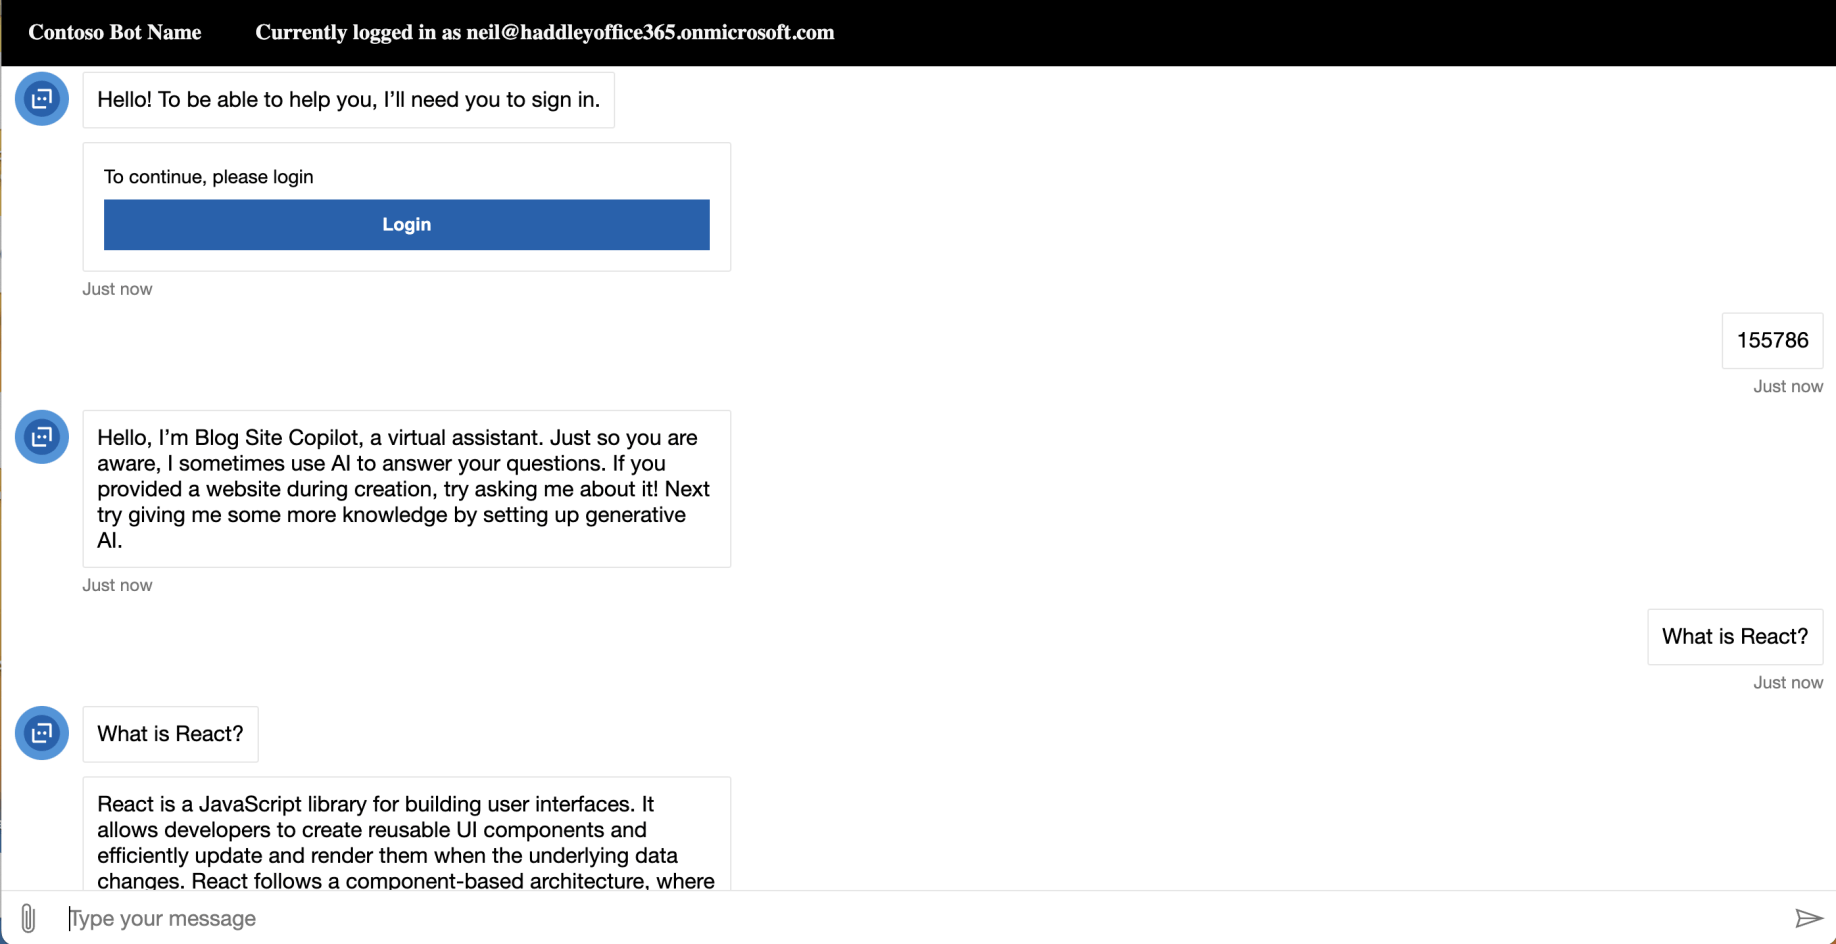 Contoso Bot Name Currently logged in as neil@haddleyoffice365.onmicrosoft.com
Hello! To be able to help you, I’ll need you to sign in.
To continue, please login
Login
Just now
155786
Just now
Hello, I’m Blog Site Copilot, a virtual assistant. Just so you are
aware, I sometimes use AI to answer your questions. If you
provided a website during creation, try asking me about it! Next
try giving me some more knowledge by setting up generative
AI.
Just now
What is React?
Just now
What is React?
React is a JavaScript library for building user interfaces. It
allows developers to create reusable UI components and
efficiently update and render them when the underlying data
changes. React follows a component-based architecture, where
Type your message